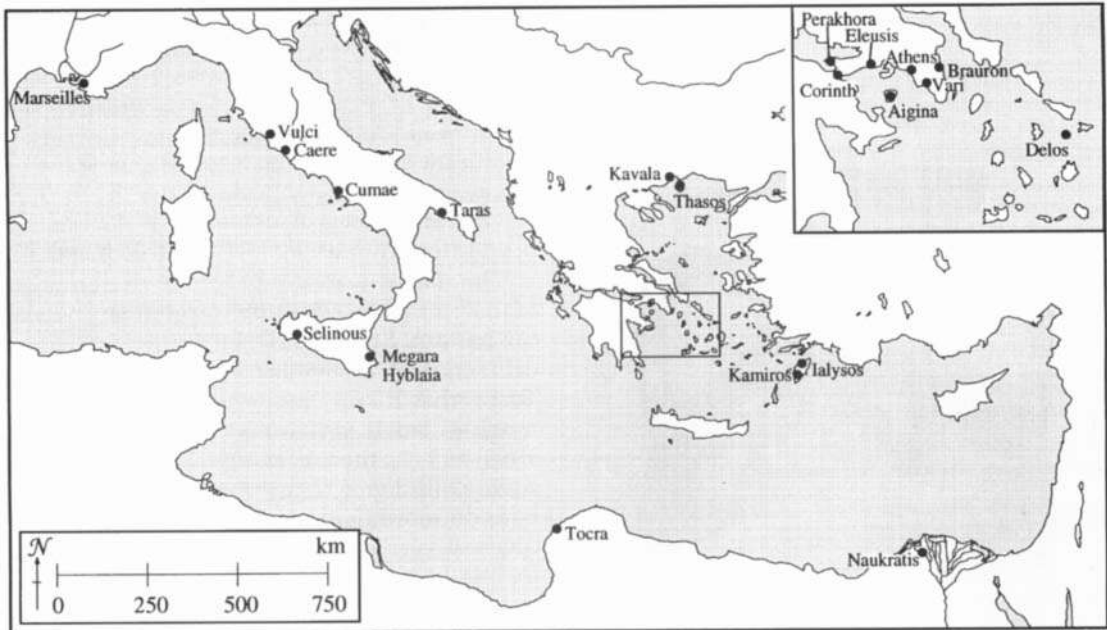 Perakhora
Eleusis
Athens
Brauron
Vari
Corinth
Aigina
Delos
Marseilles
Vulci
Caere
Cumae
Taras
Kavala
Thasos
Selinous
Megara
Hyblaia
Kamiros
Ialysos
Tocra
Naukratis
N km
0 250 500 750